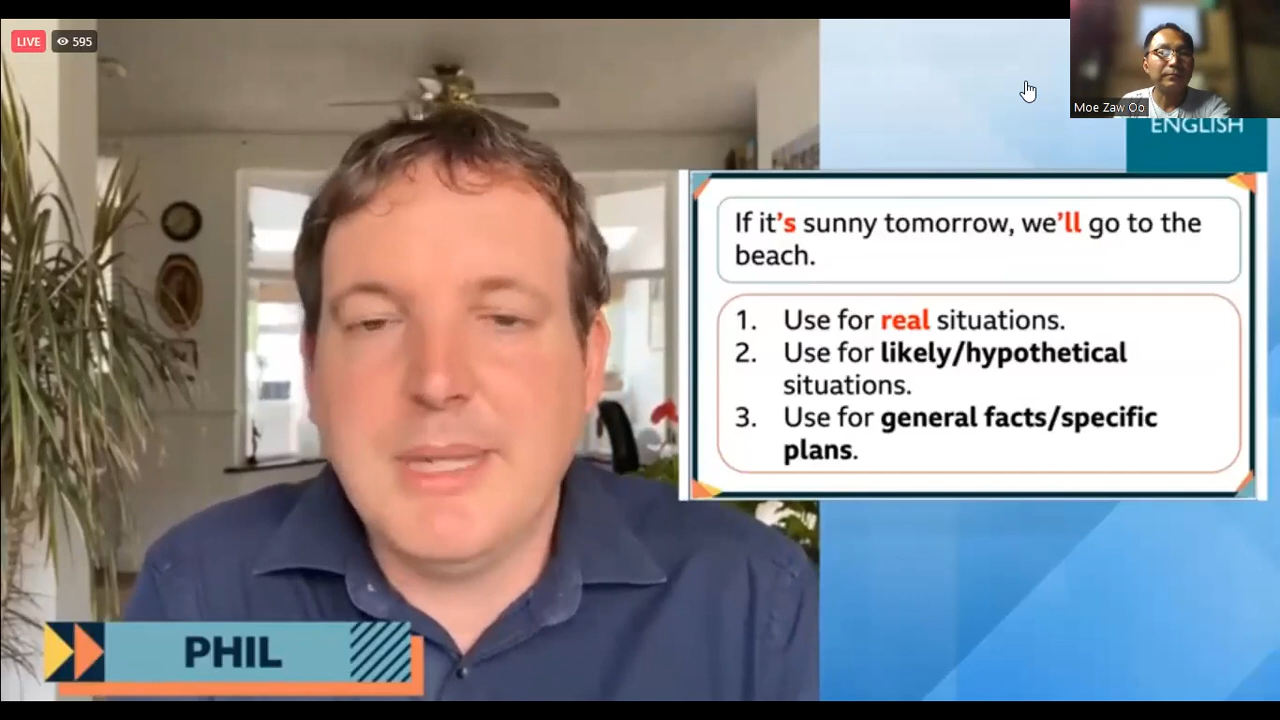 LIVE 595
Moe Zaw Oo
ENGLISH
If it's sunny tomorrow, we'll go to the
beach.
1. Use for real situations.
2. Use for likely/hypothetical
situations.
3. Use for general facts/specific
plans.
PHIL